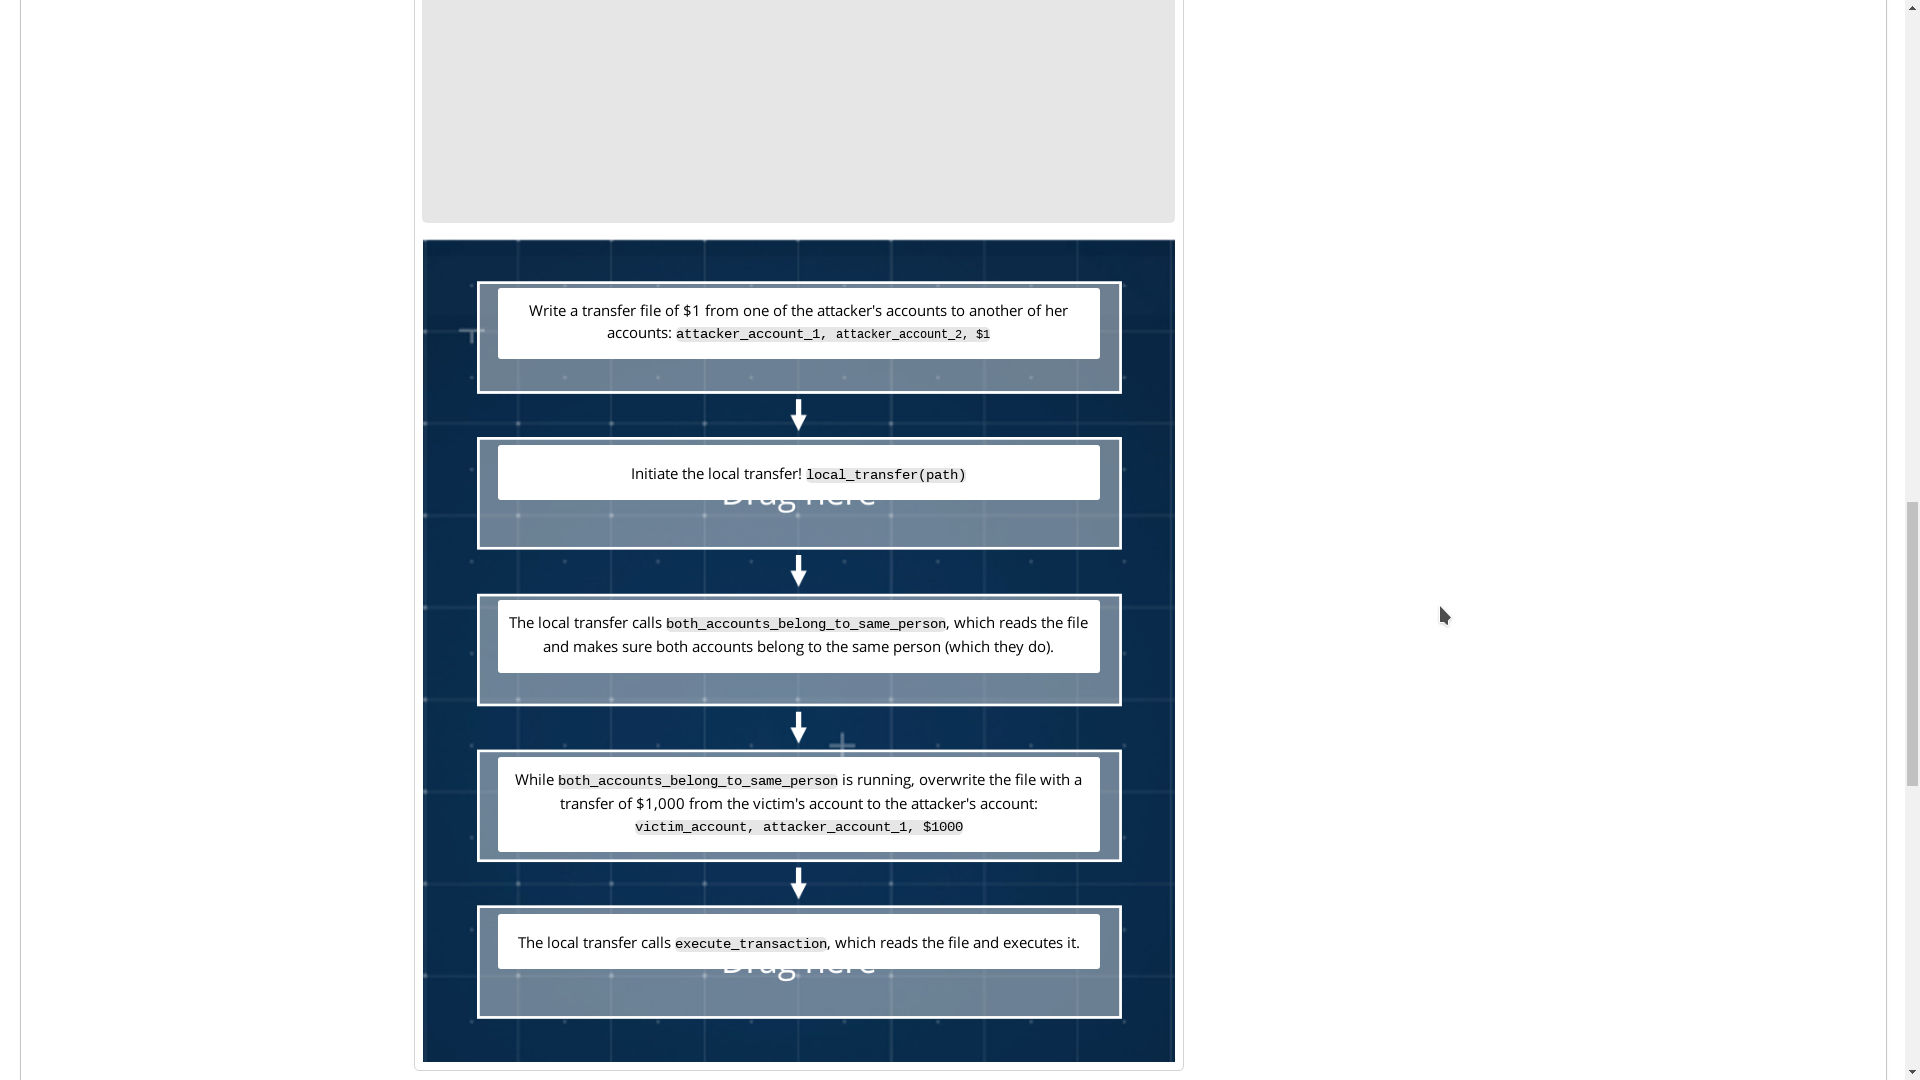 Write a transfer file of $1 from one of the attacker's accounts to another of her
accounts: attacker_account_1, attacker_account_2, $1
Initiate the local transfer! local_transfer(path)
Drag here
The local transfer calls both_accounts_belong_to_same_person, which reads the file
and makes sure both accounts belong to the same person (which they do).
While both_accounts_belong_to_same_person is running, overwrite the file with a
transfer of $1,000 from the victim's account to the attacker's account:
victim_account, attacker_account_1, $1000
The local transfer calls execute_transaction, which reads the file and executes it.
Drag here